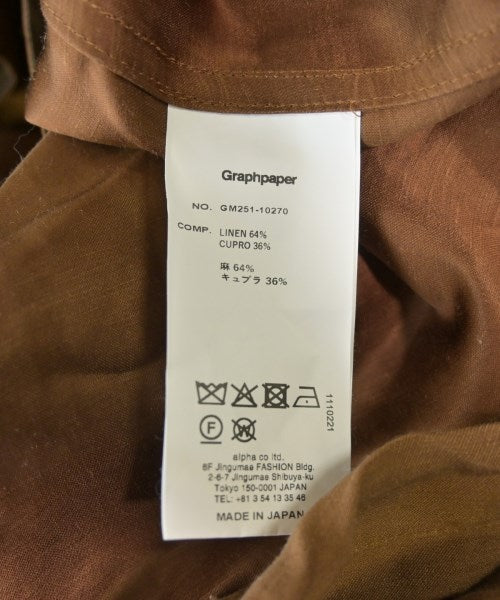 Graphpaper
NO. GM251-10270
COMP. LINEN 64%
CUPRO 36%
麻 64%
キュプラ 36%
1110221
F
W
alpha co ltd.
6F Jingumae FASHION Bldg.
2-6-7 Jingumae Shibuya-ku
Tokyo 150-0001 JAPAN
TEL: +81 3 54 13 35 46
MADE IN JAPAN